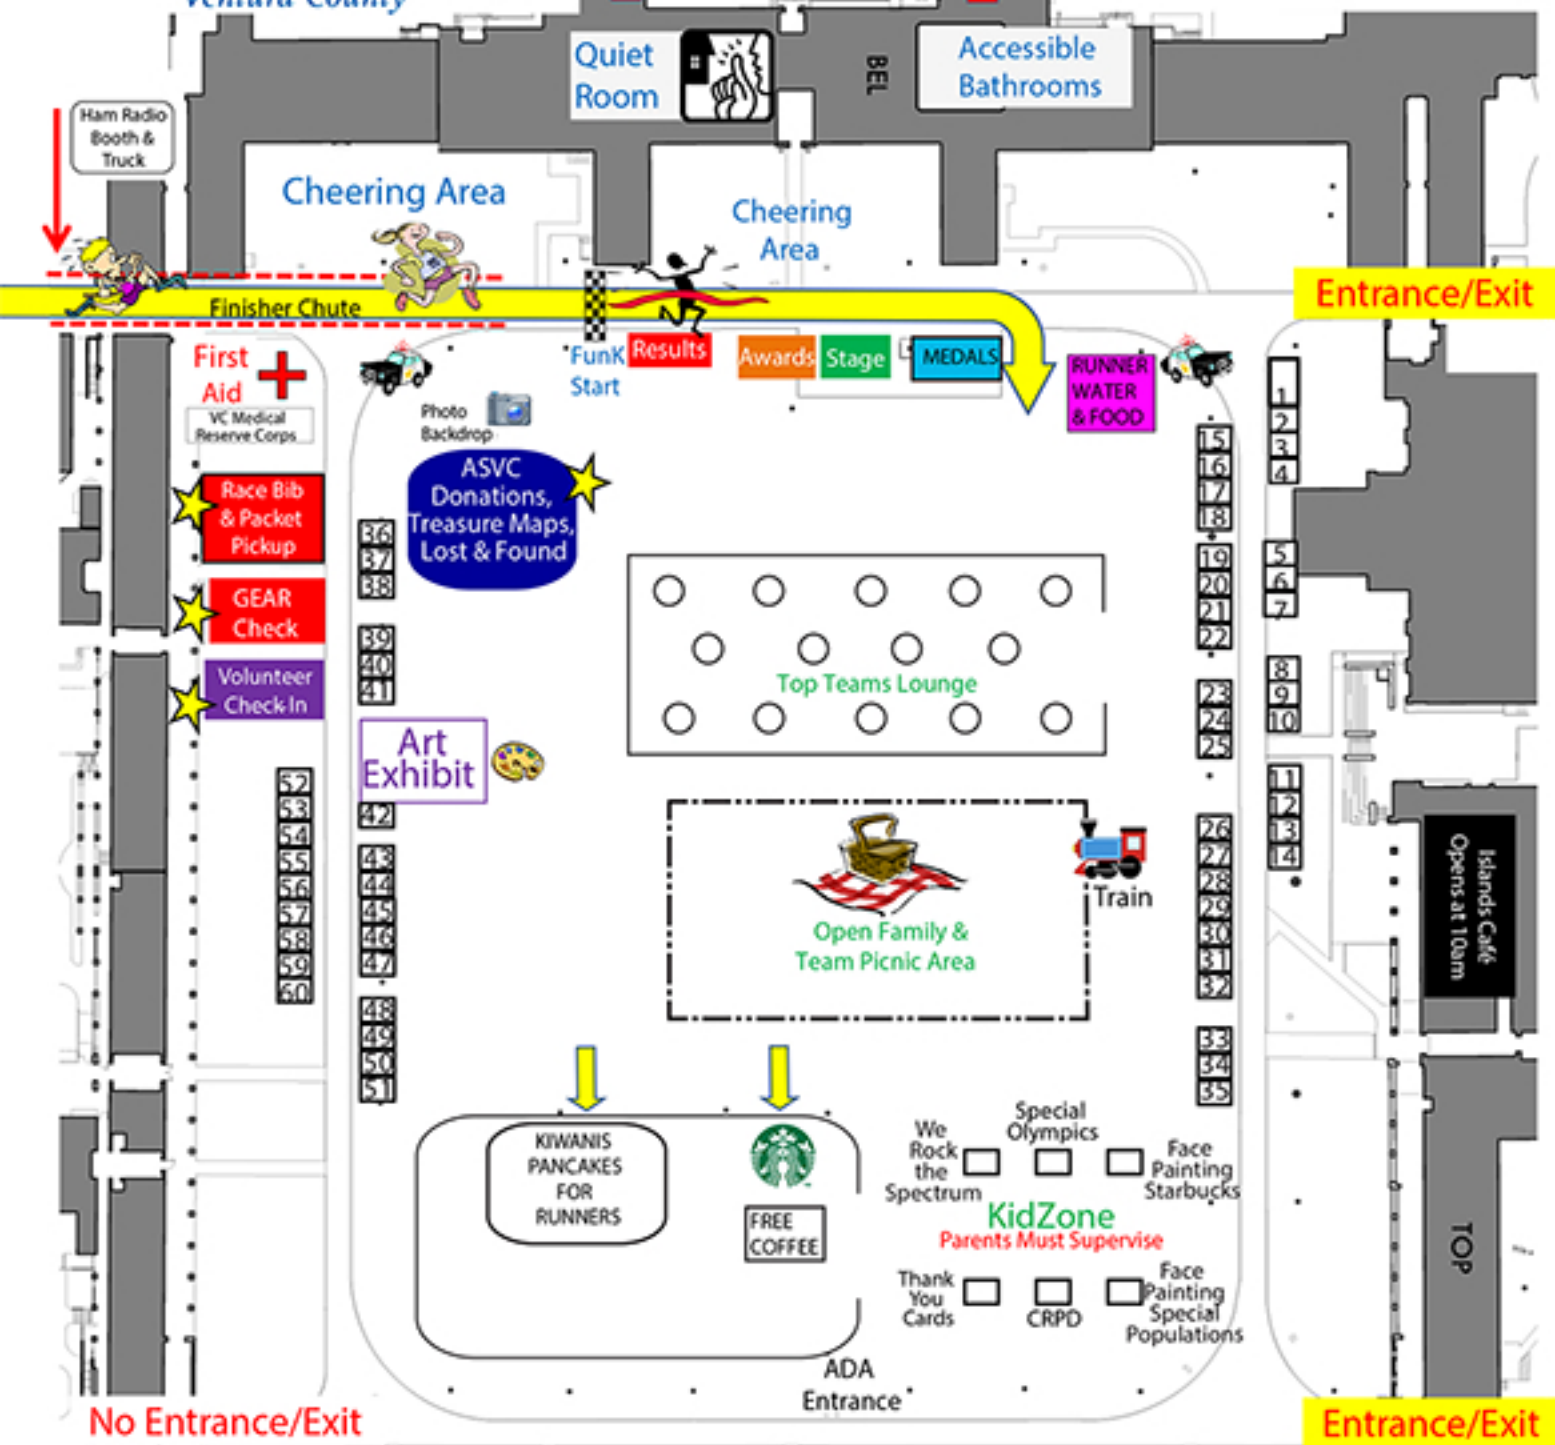 Ventura County
Quiet
Room
BEL
Accessible
Bathrooms
Ham Radio
Booth &
Truck
Cheering Area
Cheering
Area
Entrance/Exit
Finisher Chute
First
Aid
VC Medical
Reserve Corps
FunK
Start
Results
Awards
Stage
MEDALS
RUNNER
WATER
& FOOD
Photo
Backdrop
ASVC
Donations,
Treasure Maps,
Lost & Found
Race Bib
& Packet
Pickup
GEAR
Check
Volunteer
Check-In
1
2
3
4
5
6
7
8
9
10
11
12
13
14
15
16
17
18
19
20
21
22
23
24
25
26
27
28
29
30
31
32
33
34
35
36
37
38
39
40
41
Art
Exhibit
42
43
44
45
46
47
48
49
50
51
52
53
54
55
56
57
58
59
60
Top Teams Lounge
Open Family &
Team Picnic Area
Train
Islands Café
Opens at 10am
KIWANIS
PANCAKES
FOR
RUNNERS
FREE
COFFEE
We
Rock
the
Spectrum
Special
Olympics
Face
Painting
Starbucks
KidZone
Parents Must Supervise
Thank
You
Cards
CRPD
Face
Painting
Special
Populations
TOP
ADA
Entrance
No Entrance/Exit
Entrance/Exit